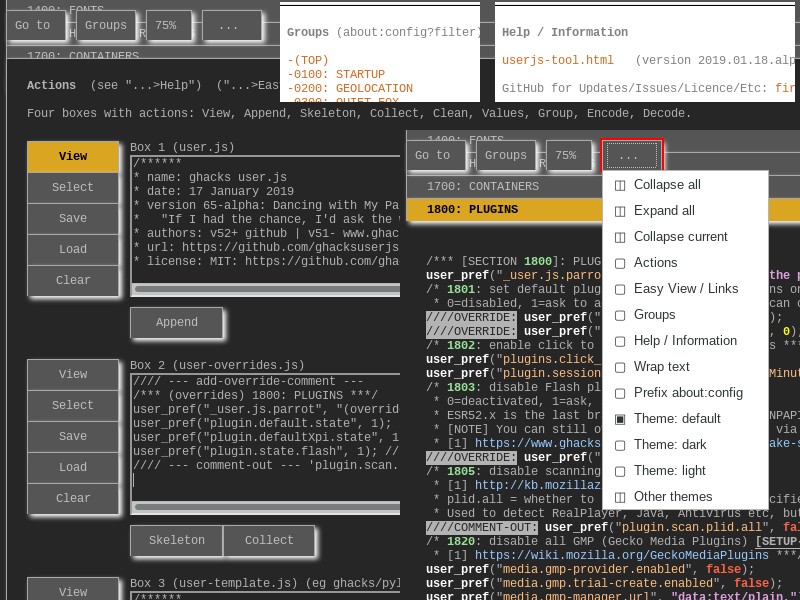 1400: FONTS
Go to
Groups
75%
...
1700: CONTAINERS
Groups (about:config?filter)
-(TOP)
-0100: STARTUP
-0200: GEOLOCATION
-0300: QUIET FOX
Help / Information
userjs-tool.html (version 2019.01.18.alp
GitHub for Updates/Issues/Licence/Etc: fir
Actions (see "...>Help") ("...>Eas
Four boxes with actions: View, Append, Skeleton, Collect, Clean, Values, Group, Encode, Decode.
View
Select
Save
Load
Clear
Box 1 (user.js)
/******
* name: ghacks user.js
* date: 17 January 2019
* version 65-alpha: Dancing with My Pa
* "If I had the chance, I'd ask the
* authors: v52+ github | v51- www.ghac
* url: https://github.com/ghacksuserjs
* license: MIT: https://github.com/gha
Append
View
Select
Save
Load
Clear
Box 2 (user-overrides.js)
//// --- add-override-comment ---
/*** (overrides) 1800: PLUGINS ***/
user_pref("_user.js.parrot", "(overrid
user_pref("plugin.default.state", 1);
user_pref("plugin.defaultXpi.state", 1
user_pref("plugin.state.flash", 1); //
//// --- comment-out --- 'plugin.scan.
Skeleton
Collect
View
Box 3 (user-template.js) (eg ghacks/pyl
/******
1400: FONTS
Go to
Groups
75%
...
1700: CONTAINERS
1800: PLUGINS
Collapse all
Expand all
Collapse current
Actions
Easy View / Links
Groups
Help / Information
Wrap text
Prefix about:config
Theme: default
Theme: dark
Theme: light
Other themes
/*** [SECTION 1800]: PLUG
user_pref("_user.js.parro the p
/* 1801: set default plug ns or
* 0=disabled, 1=ask to a can
////OVERRIDE: user_pref(" );
////OVERRIDE: user_pref(" , 0)
/* 1802: enable click to s **
user_pref("plugins.click_
user_pref("plugin.session Minut
/* 1803: disable Flash pl
* 0=deactivated, 1=ask,
* ESR52.x is the last br NPAPI
* [NOTE] You can still o via
* [1] https://www.ghacks ake-s
////OVERRIDE: user_pref("
/* 1805: disable scanning
* [1] http://kb.mozillaz
* plid.all = whether to cifie
* Used to detect RealPlayer, Java, Antivirus etc, bu
////COMMENT-OUT: user_pref("plugin.scan.plid.all", fal
/* 1820: disable all GMP (Gecko Media Plugins) [SETUP-
* [1] https://wiki.mozilla.org/GeckoMediaPlugins ***/
user_pref("media.gmp-provider.enabled", false);
user_pref("media.gmp.trial-create.enabled", false);
user_pref("media.gmp-manager.url", "data:text/plain,")